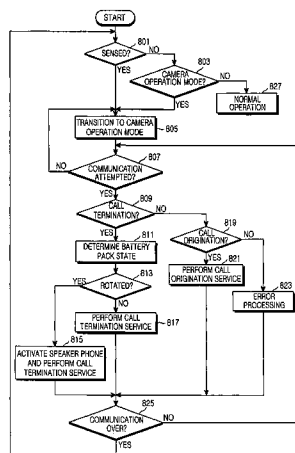 START
801
SENSED?
NO
803
YES
CAMERA
OPERATION MODE?
NO
827
YES
NORMAL
OPERATION
TRANSITION TO CAMERA
OPERATION MODE
805
807
NO
COMMUNICATION
ATTEMPTED?
YES
809
CALL
TERMINATION?
NO
819
YES
811
CALL
ORIGINATION?
NO
DETERMINE BATTERY
PACK STATE
YES
821
813
PERFORM CALL
ORIGINATION SERVICE
823
YES
ROTATED?
NO
ERROR
PROCESSING
815
PERFORM CALL
TERMINATION SERVICE
817
ACTIVATE SPEAKER PHONE
AND PERFORM CALL
TERMINATION SERVICE
825
COMMUNICATION
OVER?
NO
YES